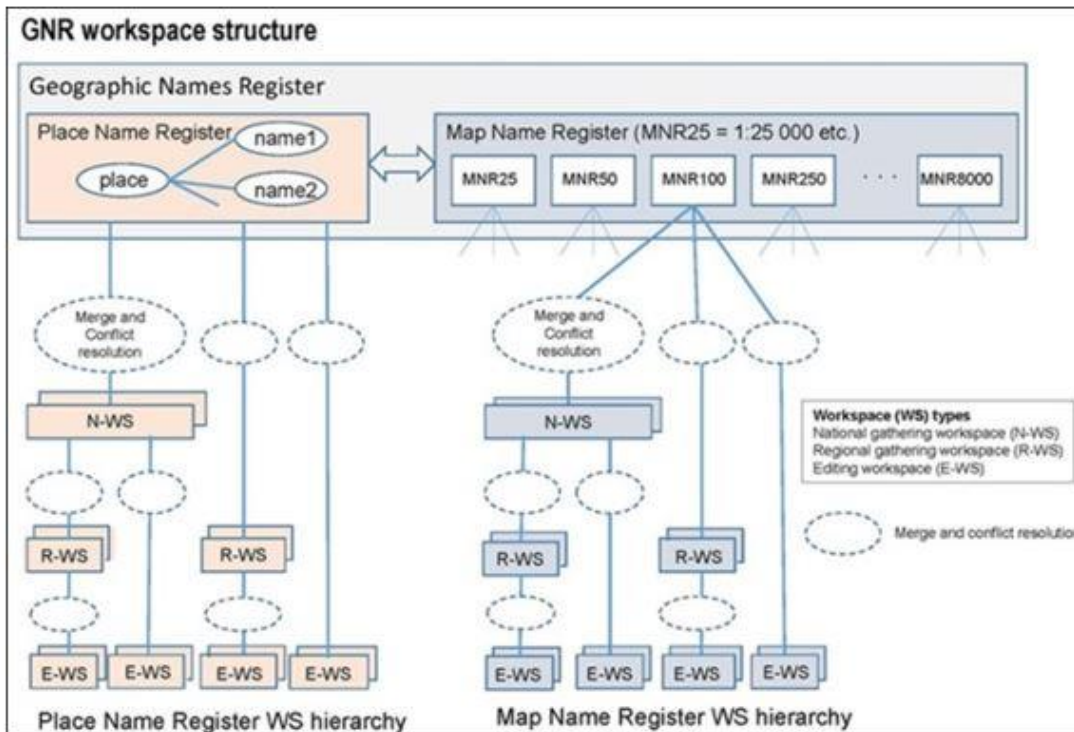 GNR workspace structure
Geographic Names Register
Place Name Register
name1
place
name2
Map Name Register (MNR25 = 1:25 000 etc.)
MNR25
MNR50
MNR100
MNR250
. . .
MNR8000
Merge and
Conflict
resolution
N-WS
R-WS
R-WS
E-WS
E-WS
E-WS
E-WS
Place Name Register WS hierarchy
Merge and
Conflict
resolution
N-WS
R-WS
R-WS
E-WS
E-WS
E-WS
E-WS
Map Name Register WS hierarchy
Workspace (WS) types
National gathering workspace (N-WS)
Regional gathering workspace (R-WS)
Editing workspace (E-WS)
Merge and conflict resolution